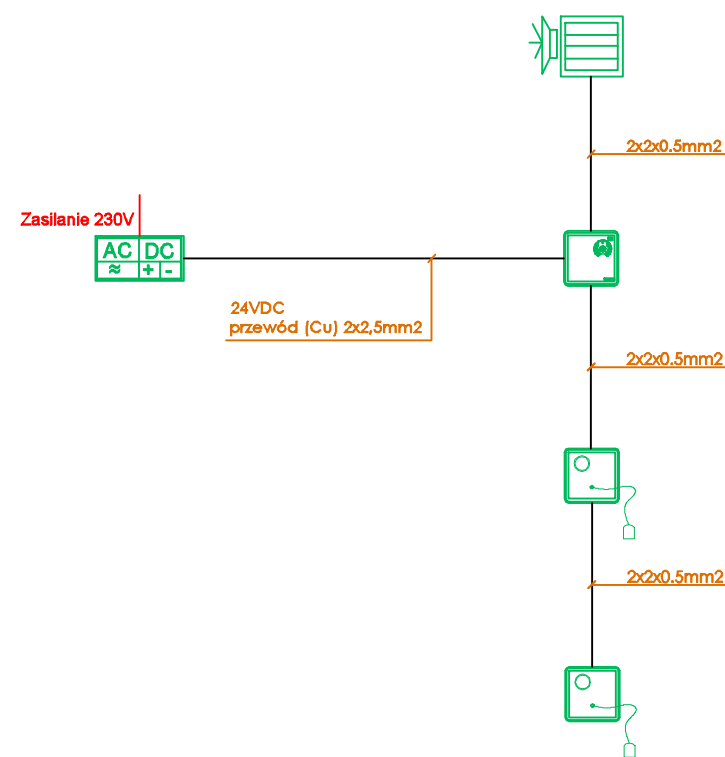 2x2x0.5mm2
Zasilanie 230V
AC DC
≈ + -
24VDC
przewód (Cu) 2x2,5mm2
2x2x0.5mm2
2x2x0.5mm2